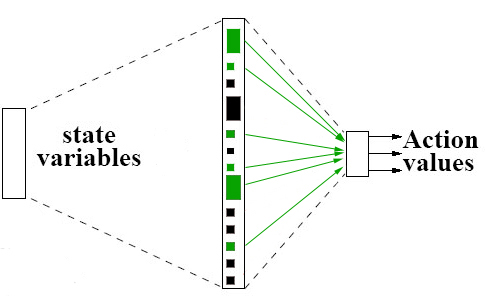 state
variables
Action
values